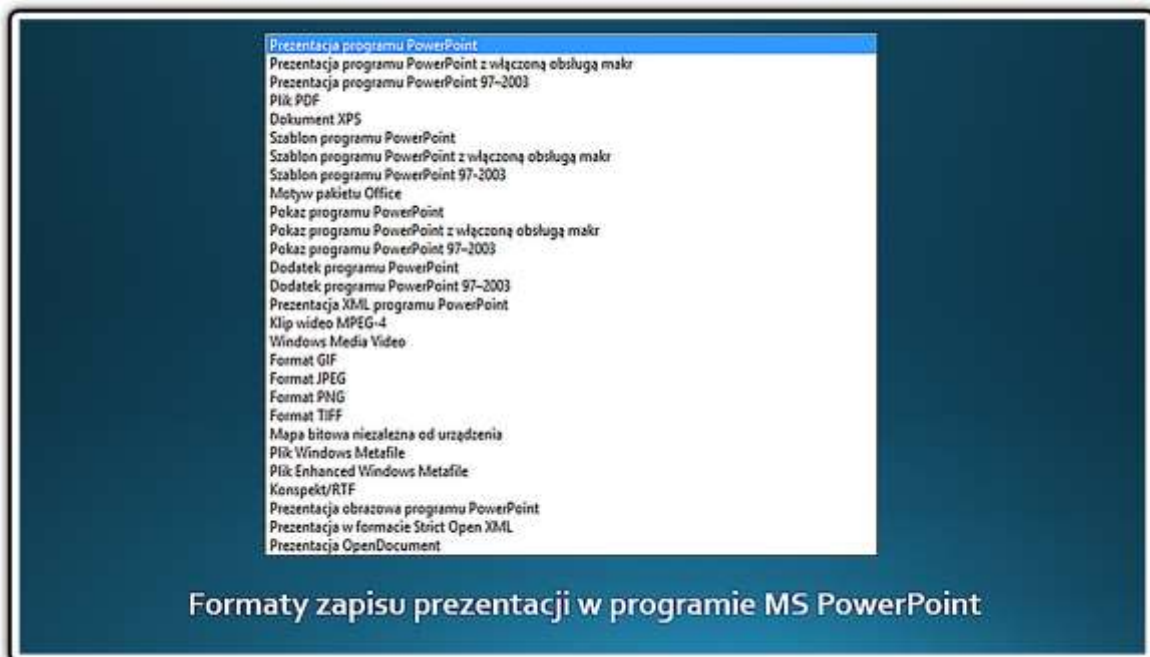 Prezentacja programu PowerPoint
Prezentacja programu PowerPoint z włączoną obsługą makr
Prezentacja programu PowerPoint 97–2003
Plik PDF
Dokument XPS
Szablon programu PowerPoint
Szablon programu PowerPoint z włączoną obsługą makr
Szablon programu PowerPoint 97-2003
Motyw pakietu Office
Pokaz programu PowerPoint
Pokaz programu PowerPoint z włączoną obsługą makr
Pokaz programu PowerPoint 97–2003
Dodatek programu PowerPoint
Dodatek programu PowerPoint 97–2003
Prezentacja XML programu PowerPoint
Klip wideo MPEG-4
Windows Media Video
Format GIF
Format JPEG
Format PNG
Format TIFF
Mapa bitowa niezależna od urządzenia
Plik Windows Metafile
Plik Enhanced Windows Metafile
Konspekt/RTF
Prezentacja obrazowa programu PowerPoint
Prezentacja w formacie Strict Open XML
Prezentacja OpenDocument
Formaty zapisu prezentacji w programie MS PowerPoint